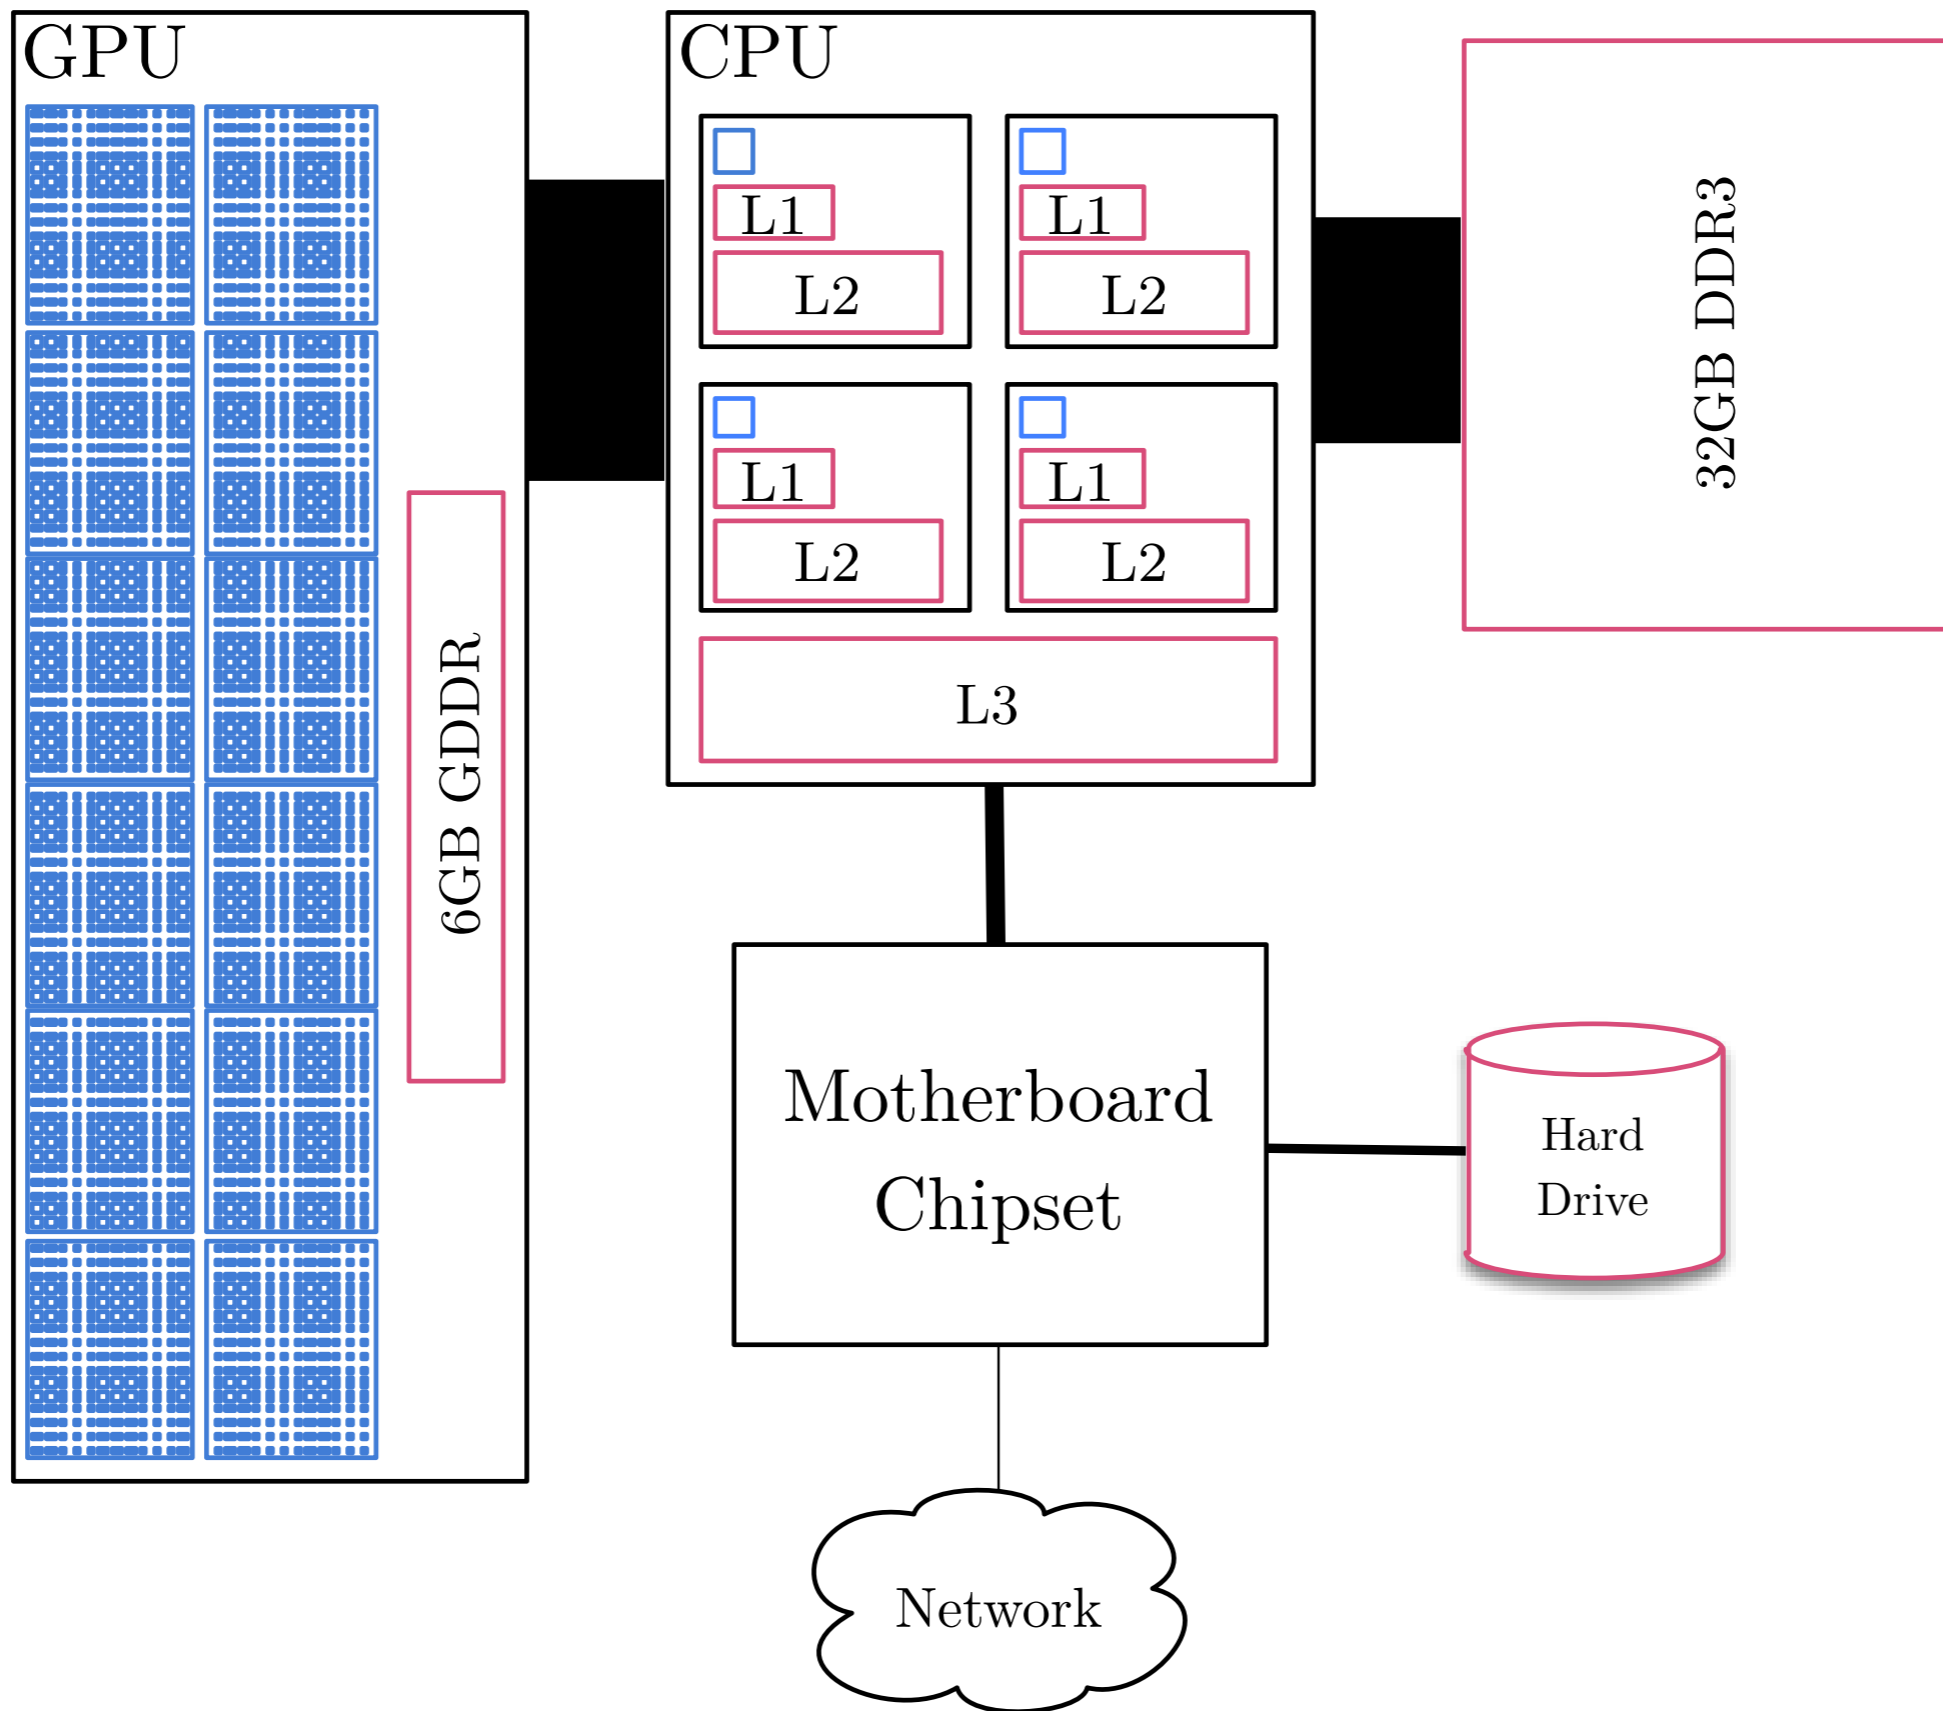 GPU
6GB GDDR
CPU
L1
L2
L1
L2
L1
L2
L1
L2
L3
32GB DDR3
Motherboard
Chipset
Hard
Drive
Network